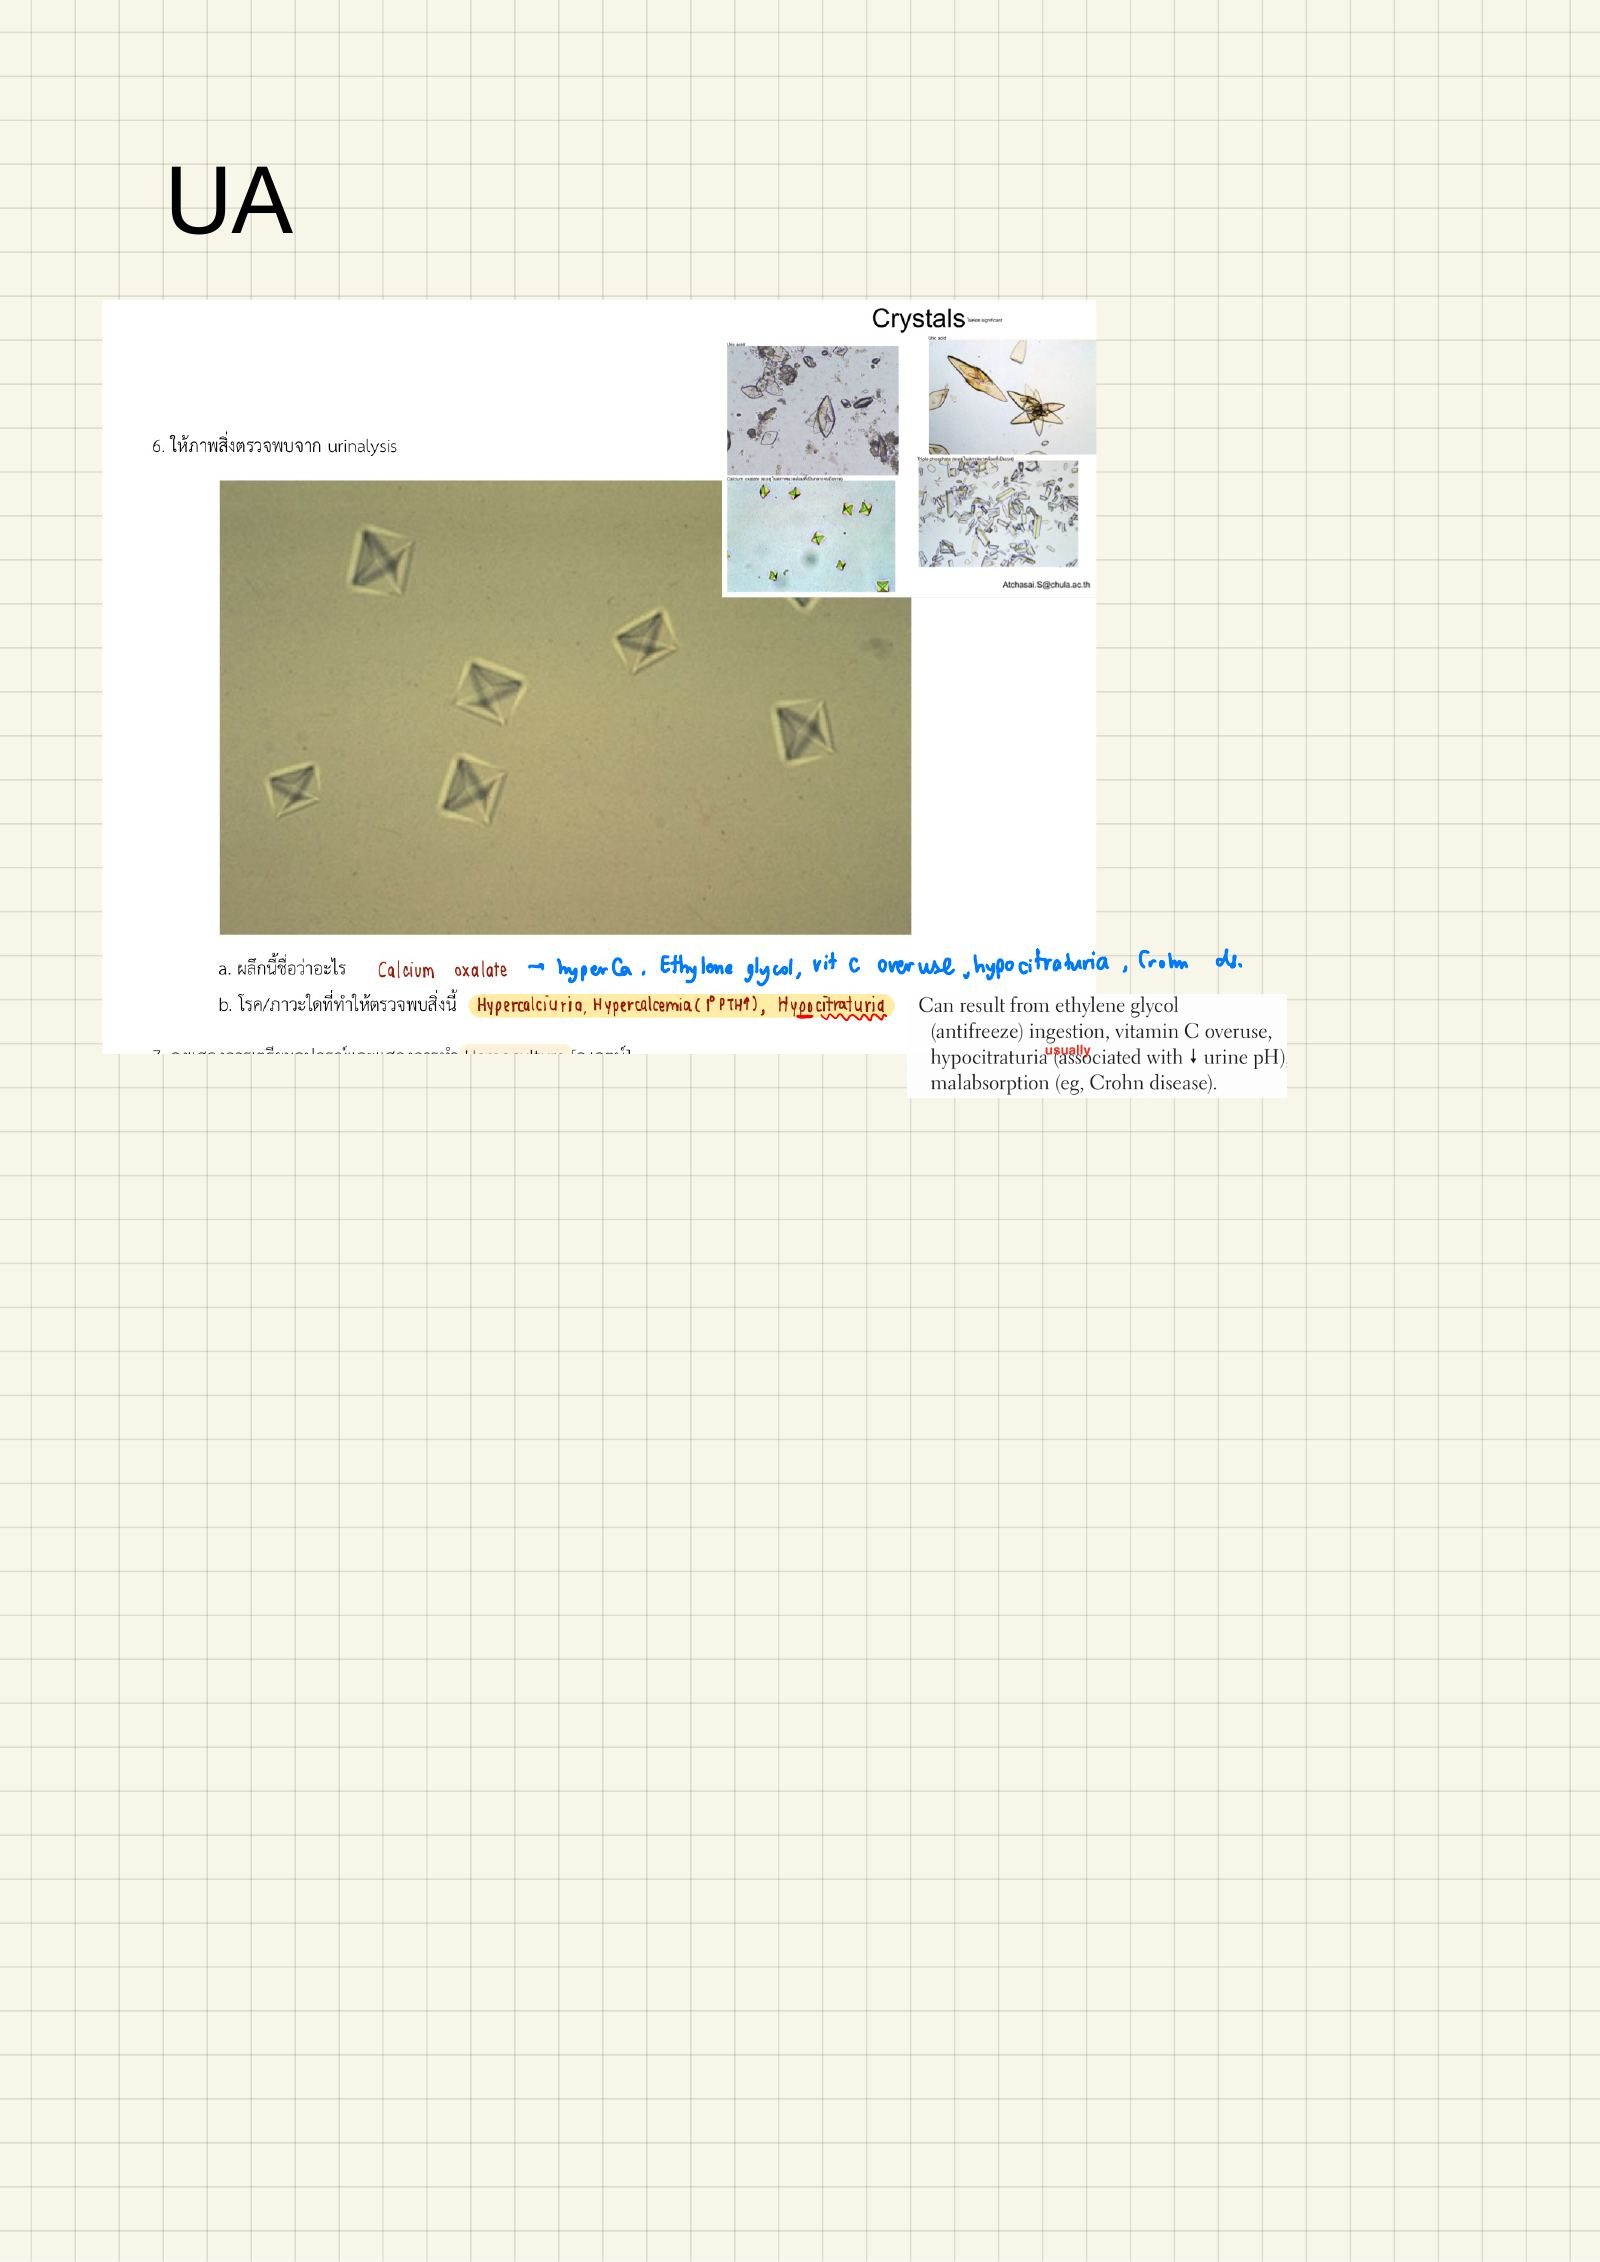 UA
Crystals
Uric acid
Uric acid
6. ให้ภาพสิ่งตรวจพบจาก urinalysis
Atchasai.S@chula.ac.th
a. ผลึกนี้ชื่อว่าอะไร Calcium oxalate → hyperCa. Ethylene glycol, vit C overuse, hypocitraturia, Crohn ds.
b. โรค/ภาวะใดที่ทำให้ตรวจพบสิ่งนี้ Hypercalciuria, Hypercalcemia (1° PTH↑), Hypocitraturia
Can result from ethylene glycol
(antifreeze) ingestion, vitamin C overuse,
usually
hypocitraturia (associated with ↓ urine pH),
malabsorption (eg, Crohn disease).